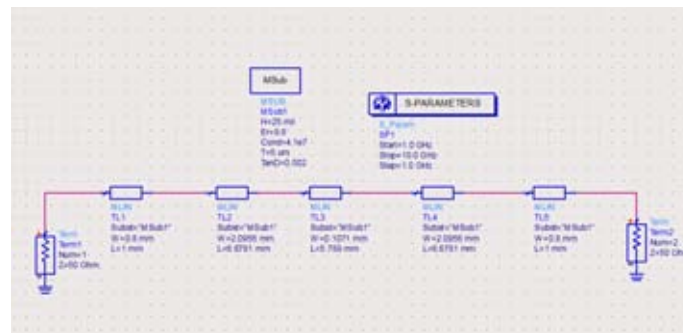 MSub
MSUB
MSub1
H=25 mil
Er=9.8
Cond=4.1e7
T=5 um
TanD=0.002
S-PARAMETERS
S_Param
SP1
Start=1.0 GHz
Stop=10.0 GHz
Step=1.0 GHz
MLIN
TL1
Subst="MSub1"
W=0.6 mm
L=1 mm
MLIN
TL2
Subst="MSub1"
W=2.0956 mm
L=6.6761 mm
MLIN
TL3
Subst="MSub1"
W=0.1071 mm
L=5.769 mm
MLIN
TL4
Subst="MSub1"
W=2.0956 mm
L=6.6761 mm
MLIN
TL5
Subst="MSub1"
W=0.6 mm
L=1 mm
Term
Term1
Num=1
Z=50 Ohm
Term
Term2
Num=2
Z=50 Oh